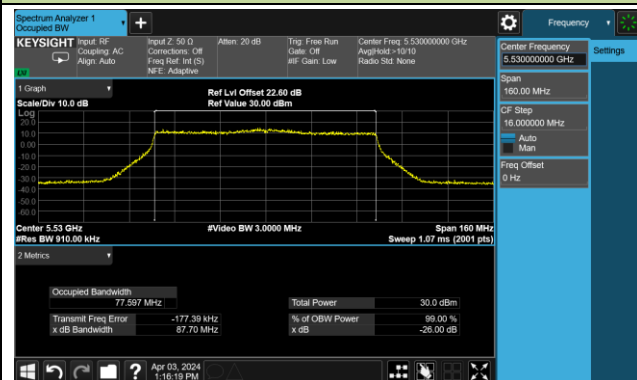 Spectrum Analyzer 1
Occupied BW
+
Frequency
KEYSIGHT
Input: RF
Coupling: AC
Align: Auto
Input Z: 50 Ω
Corrections: Off
Freq Ref: Int (S)
NFE: Adaptive
Atten: 20 dB
Trig: Free Run
Gate: Off
#IF Gain: Low
Center Freq: 5.530000000 GHz
Avg|Hold:>10/10
Radio Std: None
Center Frequency
5.530000000 GHz
Settings
Span
160.00 MHz
CF Step
16.000000 MHz
Auto
Man
Freq Offset
0 Hz
1 Graph
Scale/Div 10.0 dB
Ref Lvl Offset 22.60 dB
Ref Value 30.00 dBm
Log
20.0
10.0
0.00
-10.0
-20.0
-30.0
-40.0
-50.0
-60.0
Center 5.53 GHz
#Res BW 910.00 kHz
#Video BW 3.0000 MHz
Span 160 MHz
Sweep 1.07 ms (2001 pts)
2 Metrics
Occupied Bandwidth
77.597 MHz
Total Power 30.0 dBm
Transmit Freq Error -177.39 kHz % of OBW Power 99.00 %
x dB Bandwidth 87.70 MHz x dB -26.00 dB
?
Apr 03, 2024
1:16:19 PM